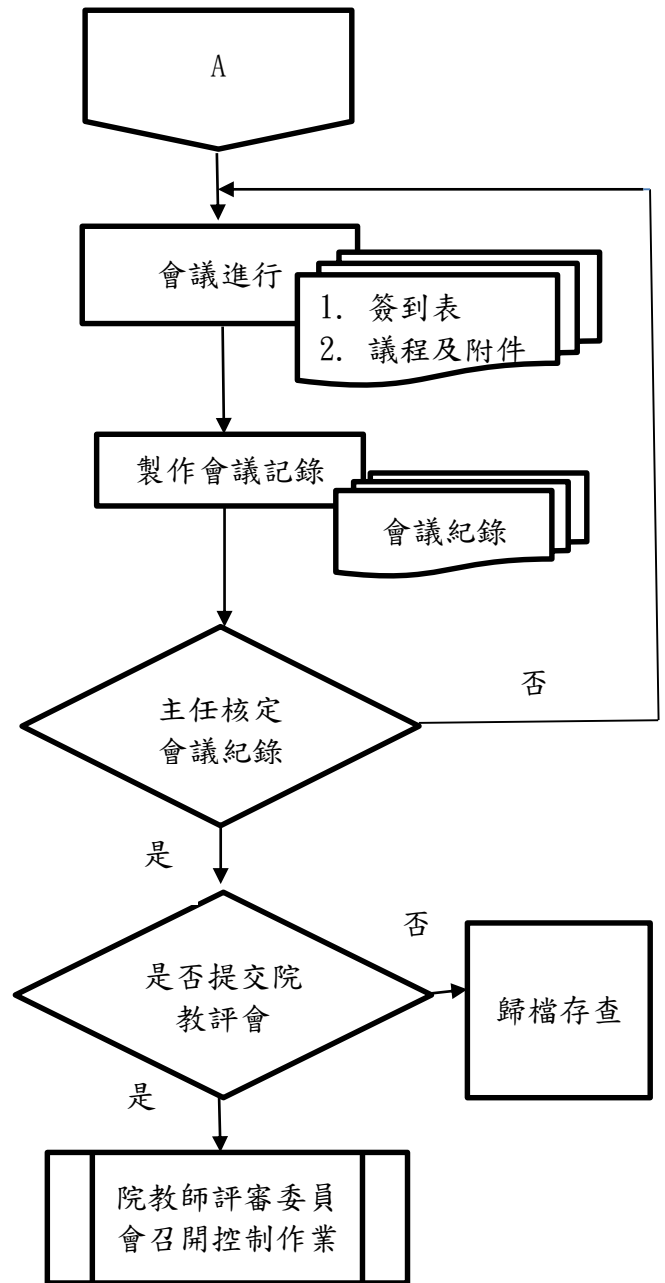 A
會議進行
1. 簽到表
2. 議程及附件
製作會議記錄
會議紀錄
否
主任核定
會議紀錄
是
否
是否提交院
教評會
歸檔存查
是
院教師評審委員
會召開控制作業